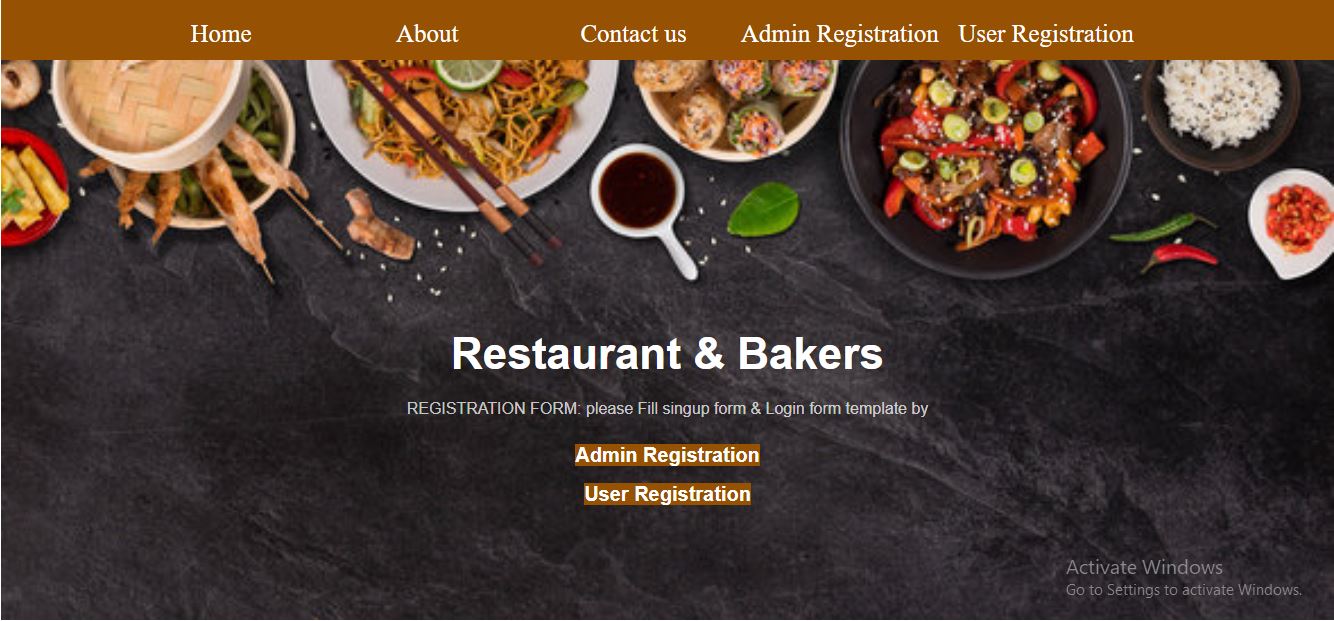 Home About Contact us Admin Registration User Registration
Restaurant & Bakers
REGISTRATION FORM: please Fill singup form & Login form template by
Admin Registration
User Registration
Activate Windows
Go to Settings to activate Windows.